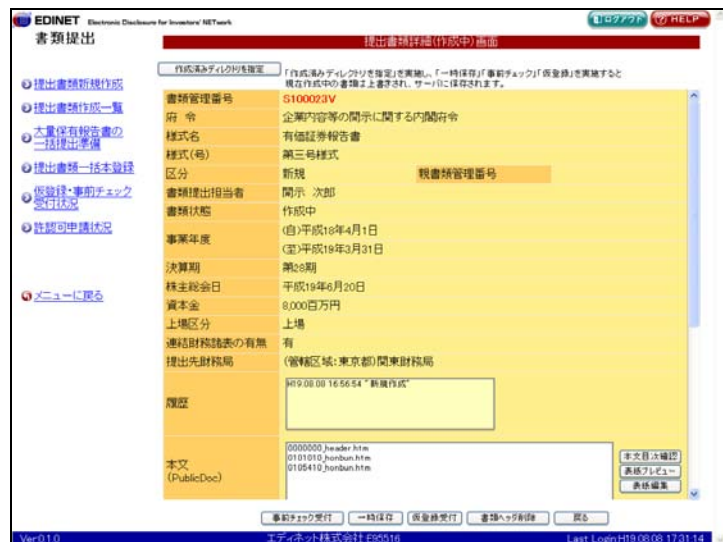 EDINET Electronic Disclosure for Investors' NETwork
ログアウト
HELP
書類提出
提出書類詳細(作成中)画面
作成済みディレクトリを指定
「作成済みディレクトリを指定」を実施し、「一時保存」「事前チェック」「仮登録」を実施すると
現在作成中の書類は上書きされ、サーバに保存されます。
提出書類新規作成
提出書類作成一覧
大量保有報告書の
一括提出準備
提出書類一括本登録
仮登録・事前チェック
受付状況
許認可申請状況
メニューに戻る
書類管理番号 S100023V
府 令 企業内容等の開示に関する内閣府令
様式名 有価証券報告書
様式(号) 第三号様式
区分 新規 親書類管理番号
書類提出担当者 開示 次郎
書類状態 作成中
事業年度 (自)平成18年4月1日
(至)平成19年3月31日
決算期 第28期
株主総会日 平成19年6月20日
資本金 8,000百万円
上場区分 上場
連結財務諸表の有無 有
提出先財務局 (管轄区域:東京都)関東財務局
履歴
H19.08.08 16:56:54 "新規作成"
本文
(PublicDoc)
0000000_header.htm
0101010_honbun.htm
0105410_honbun.htm
本文目次確認
表紙プレビュー
表紙編集
事前チェック受付 一時保存 仮登録受付 書類ヘッダ削除 戻る
Ver.0.1.0 エディネット株式会社 E95516 Last Login:H19.08.08 17:31:14